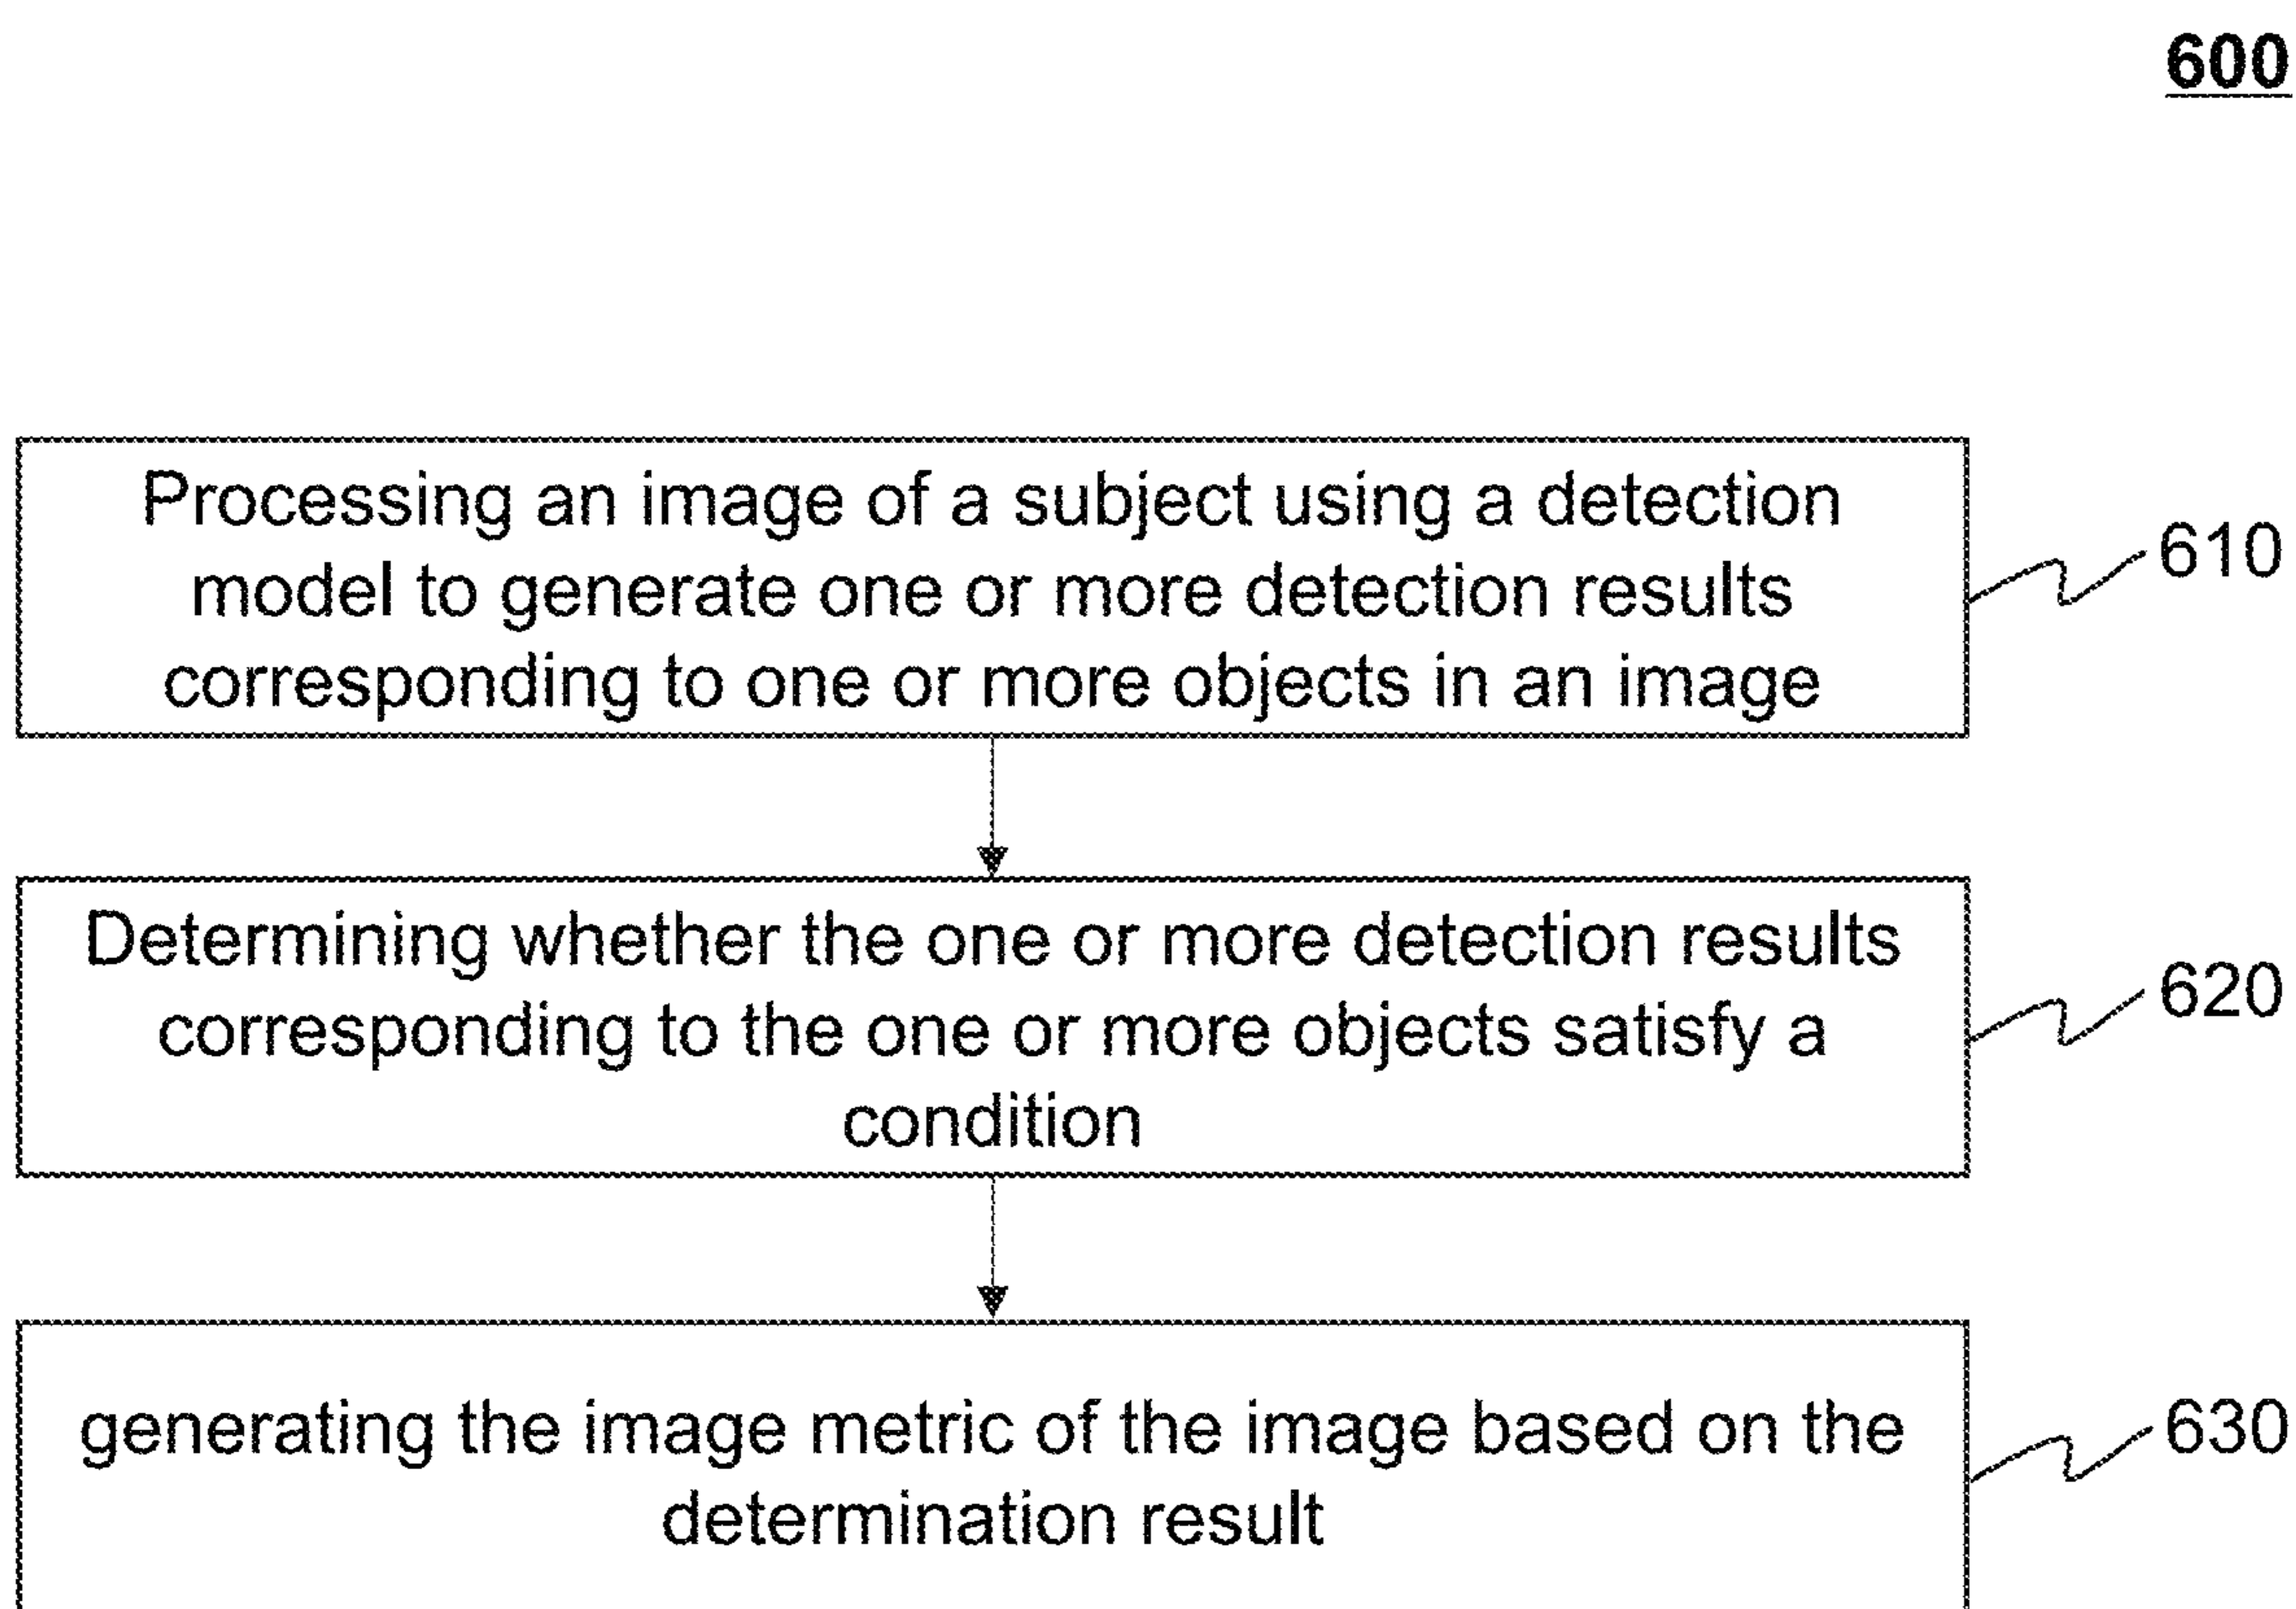 600
Processing an image of a subject using a detection
model to generate one or more detection results
corresponding to one or more objects in an image
610
Determining whether the one or more detection results
corresponding to the one or more objects satisfy a
condition
620
generating the image metric of the image based on the
determination result
630